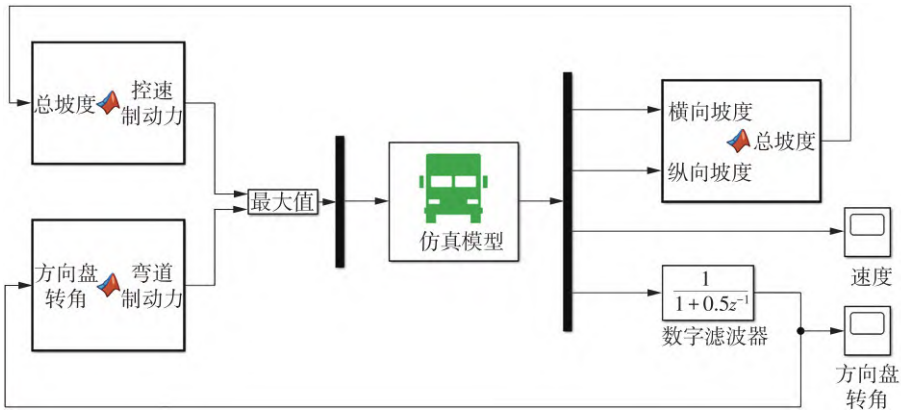 总坡度
控速
制动力
方向盘
转角
弯道
制动力
最大值
仿真模型
横向坡度
总坡度
纵向坡度
速度
1
1+0.5z⁻¹
数字滤波器
方向盘
转角